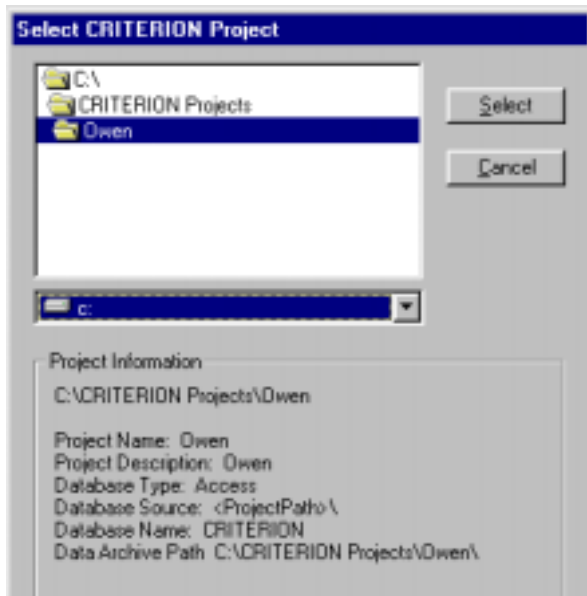 Select CRITERION Project
C:\
CRITERION Projects
Owen
Select
Cancel
c:
Project Information
C:\CRITERION Projects\Owen
Project Name: Owen
Project Description: Owen
Database Type: Access
Database Source: <ProjectPath>\
Database Name: CRITERION
Data Archive Path C:\CRITERION Projects\Owen\